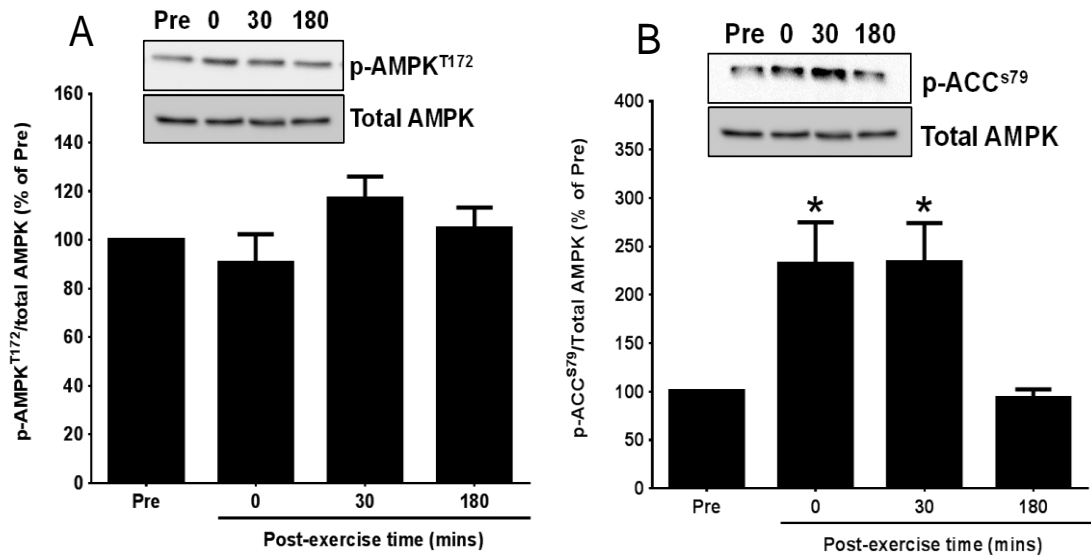 A
Pre 0 30 180
p-AMPKT172
Total AMPK
p-AMPKT172/total AMPK (% of Pre)
160
140
120
100
80
60
40
20
0
Pre
0
30
180
Post-exercise time (mins)
B
Pre 0 30 180
p-ACCs79
Total AMPK
p-ACCS79/Total AMPK (% of Pre)
400
350
300
250
200
150
100
50
0
* *
Pre
0
30
180
Post-exercise time (mins)